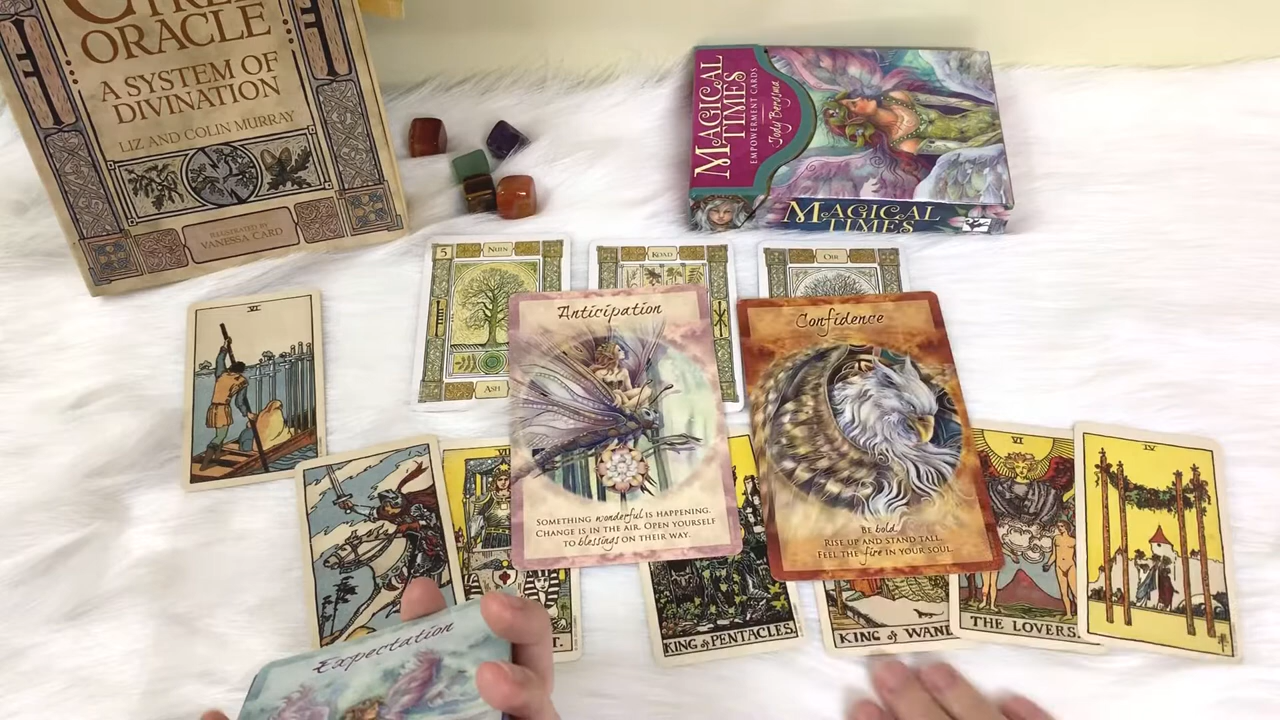 ORACLE
A SYSTEM OF
DIVINATION
LIZ AND COLIN MURRAY
ILLUSTRATED BY
VANESSA CARD
MAGICAL
TIMES
EMPOWERMENT CARDS
Jody Bergsma
MAGICAL
TIMES
5
NUIN
KOAD
OIR
ASH
VI
Anticipation
SOMETHING wonderful IS HAPPENING.
CHANGE IS IN THE AIR. OPEN YOURSELF
TO blessings ON THEIR WAY.
Confidence
BE bold.
RISE UP AND STAND TALL.
FEEL THE fire IN YOUR SOUL.
VI
IV
KING of PENTACLES.
KING of WAND
THE LOVERS.
Expectation